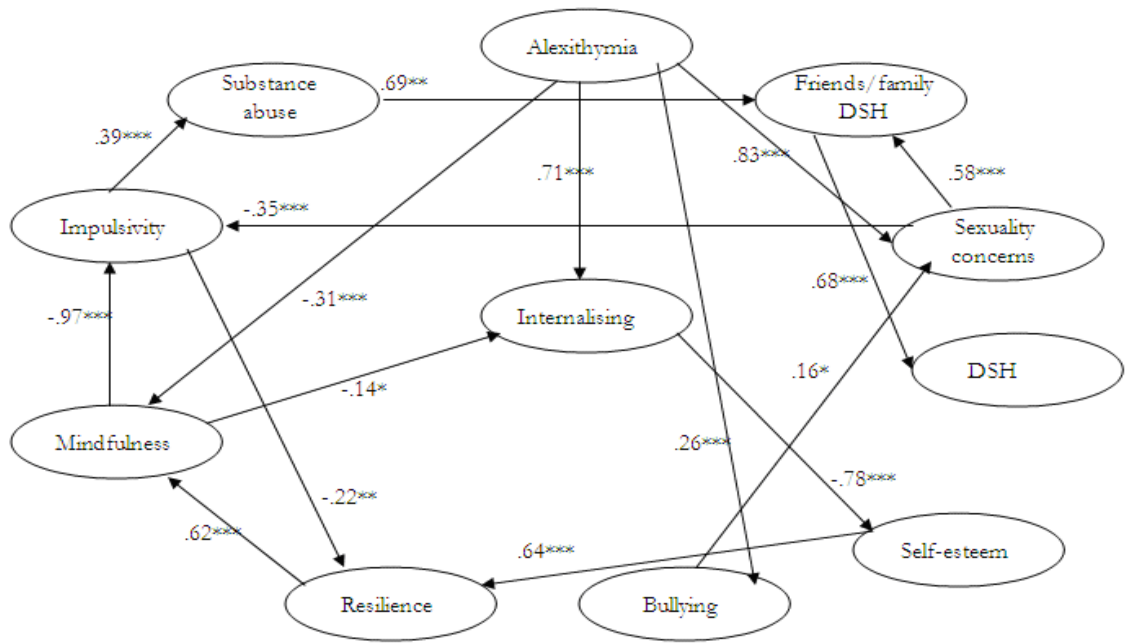 Alexithymia
Substance
abuse
.69**
Friends/family
DSH
.39***
.83***
.71***
.58***
-.35***
Impulsivity
Sexuality
concerns
-.31***
.68***
-.97***
Internalising
.16*
DSH
-.14*
Mindfulness
.26***
-.78***
-.22**
.62***
.64***
Self-esteem
Resilience
Bullying